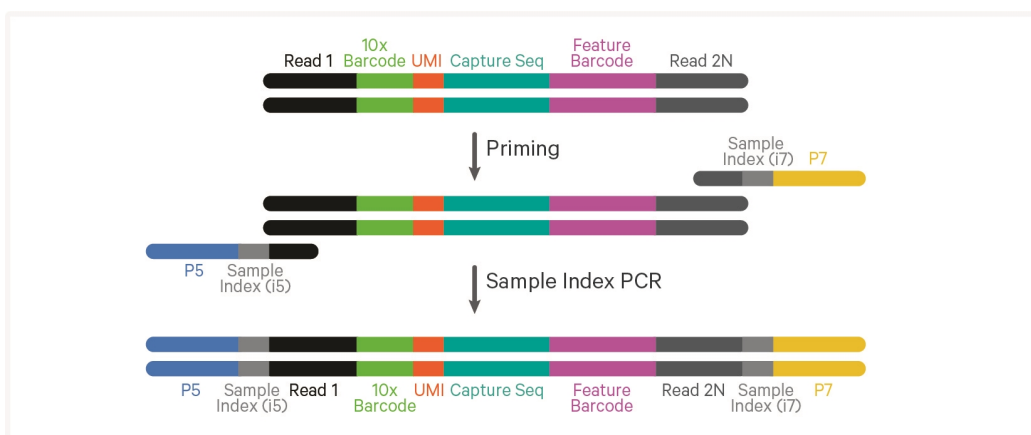 Read 1 10x Barcode UMI Capture Seq Feature Barcode Read 2N
Priming
Sample Index (i7) P7
P5 Sample Index (i5)
Sample Index PCR
P5 Sample Index (i5) Read 1 10x Barcode UMI Capture Seq Feature Barcode Read 2N Sample Index (i7) P7